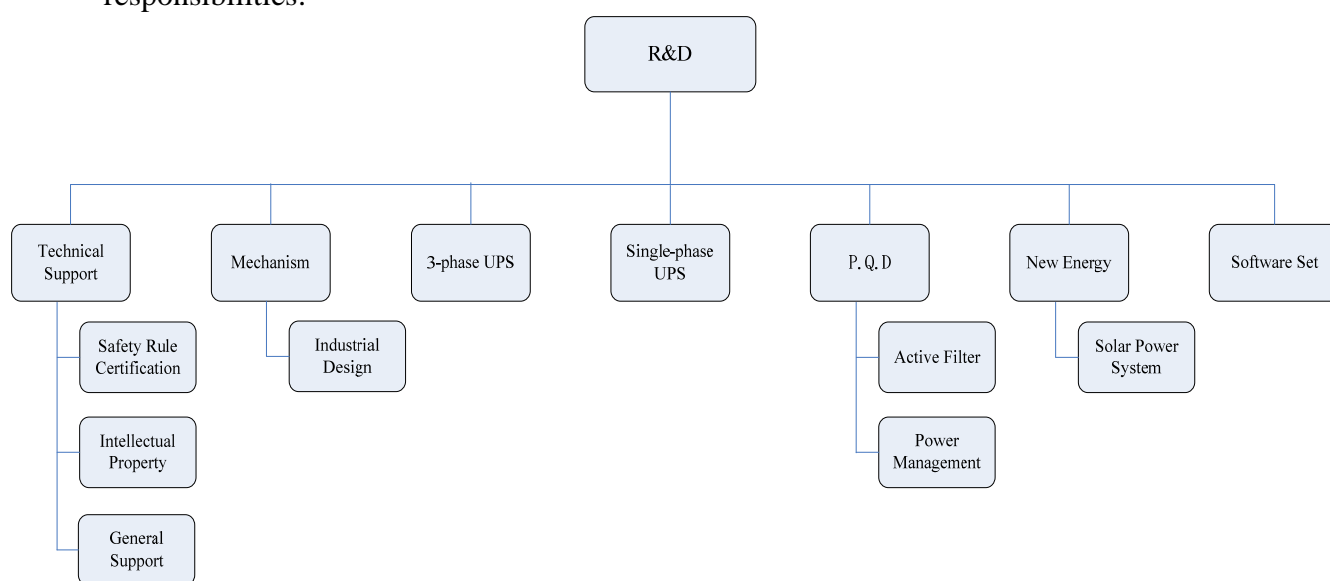 responsibilities:
R&D
Technical
Support
Mechanism
3-phase UPS
Single-phase
UPS
P.Q.D
New Energy
Software Set
Safety Rule
Certification
Industrial
Design
Active Filter
Solar Power
System
Intellectual
Property
Power
Management
General
Support